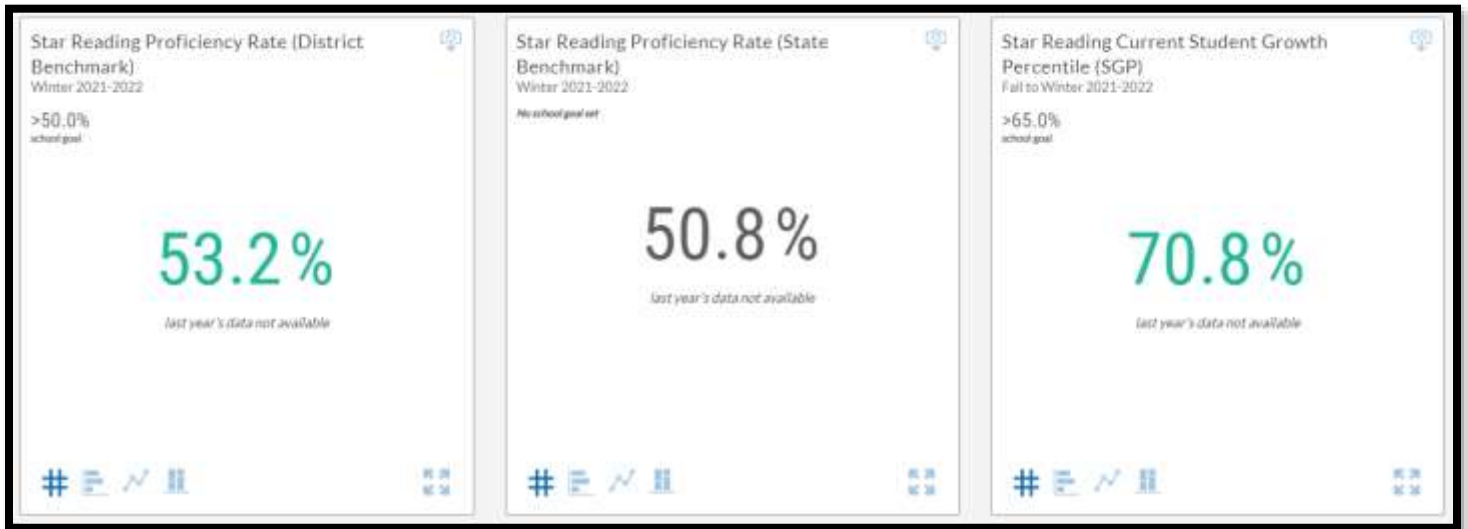 Star Reading Proficiency Rate (District
Benchmark)
Winter 2021-2022
>50.0%
school goal
53.2%
last year's data not available
Star Reading Proficiency Rate (State
Benchmark)
Winter 2021-2022
No school goal set
50.8%
last year's data not available
Star Reading Current Student Growth
Percentile (SGP)
Fall to Winter 2021-2022
>65.0%
school goal
70.8%
last year's data not available